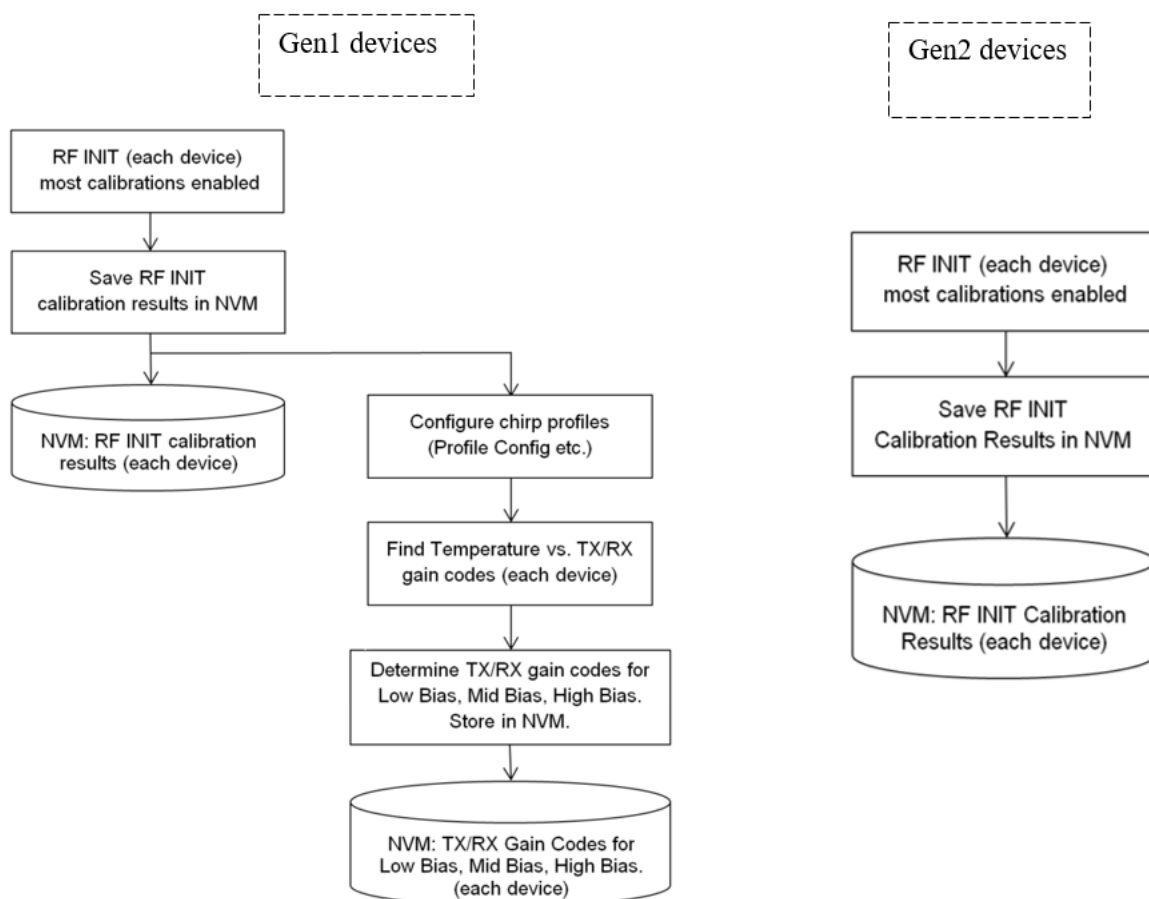 Gen1 devices
RF INIT (each device)
most calibrations enabled
Save RF INIT
calibration results in NVM
NVM: RF INIT calibration
results (each device)
Configure chirp profiles
(Profile Config etc.)
Find Temperature vs. TX/RX
gain codes (each device)
Determine TX/RX gain codes for
Low Bias, Mid Bias, High Bias.
Store in NVM.
NVM: TX/RX Gain Codes for
Low Bias, Mid Bias, High Bias.
(each device)
Gen2 devices
RF INIT (each device)
most calibrations enabled
Save RF INIT
Calibration Results in NVM
NVM: RF INIT Calibration
Results (each device)